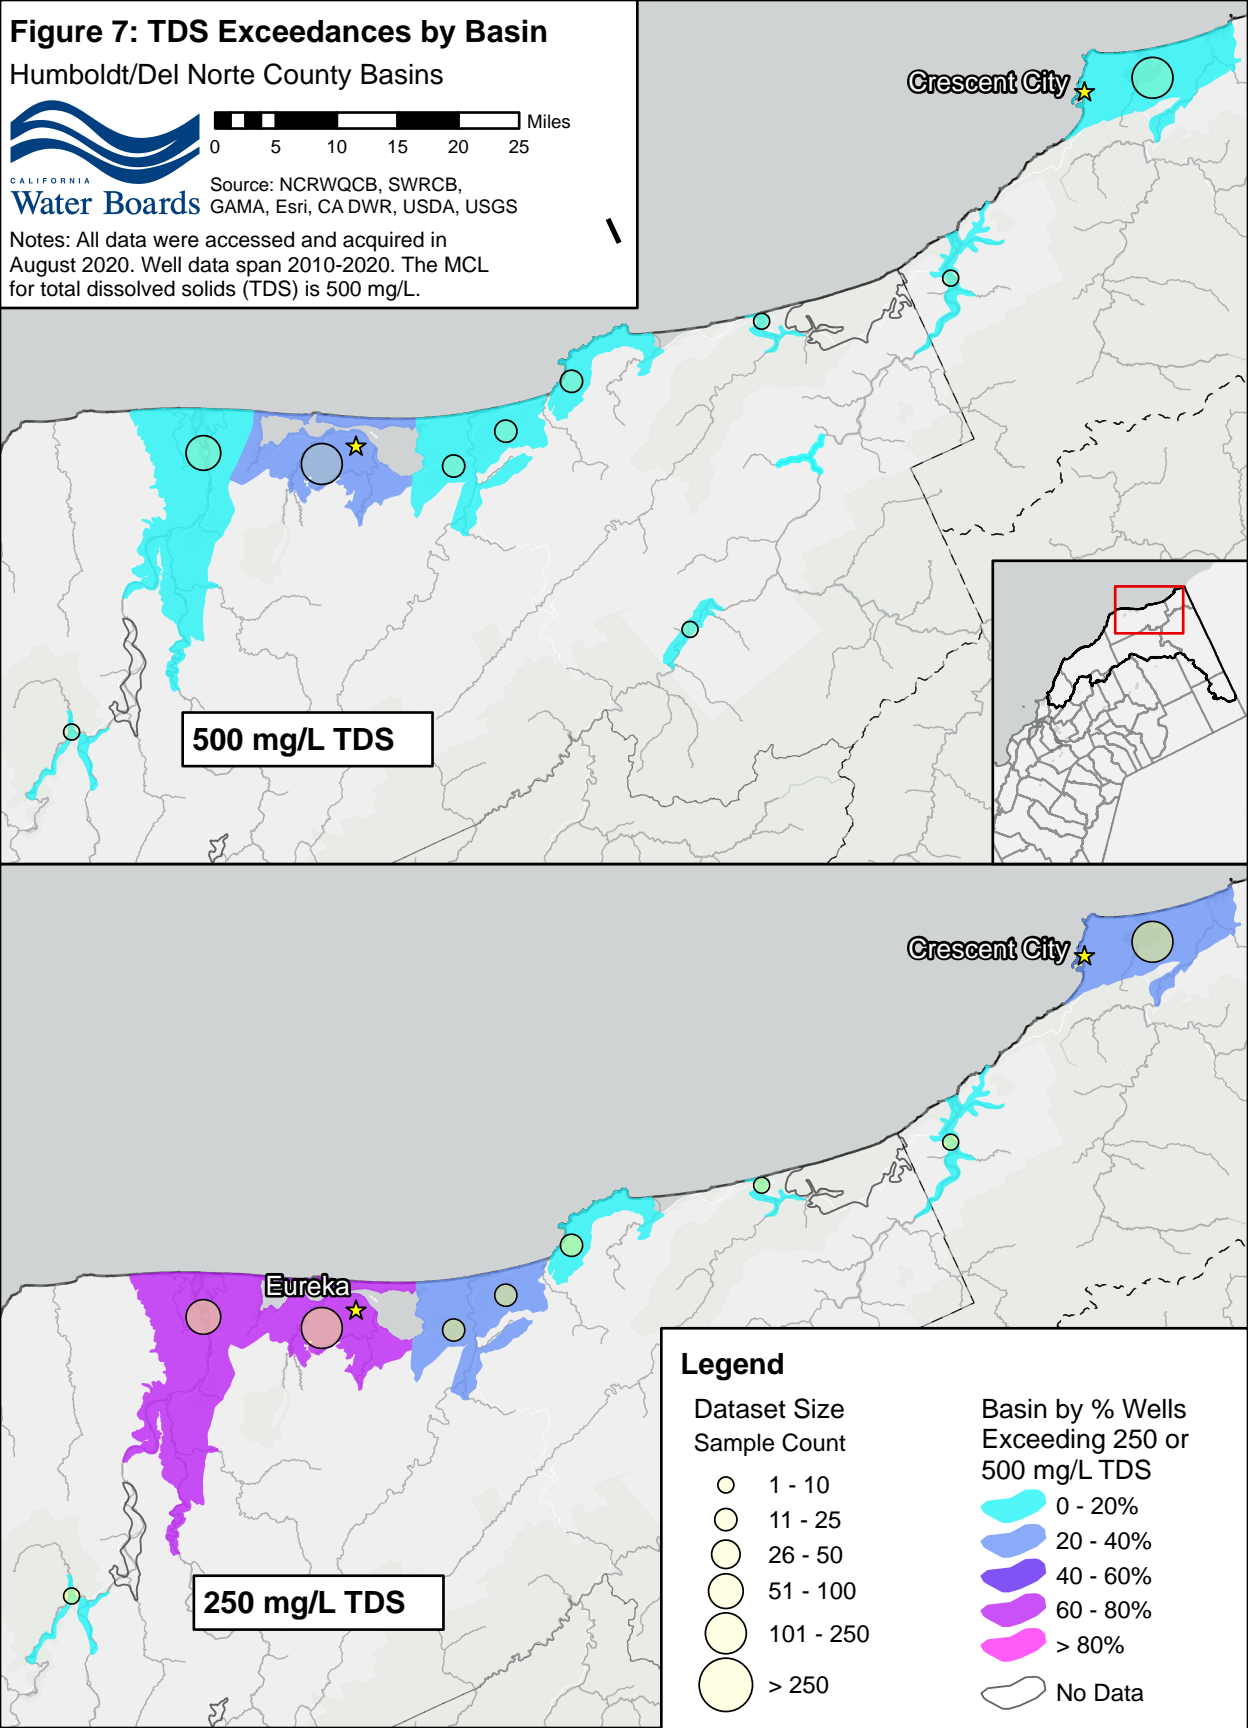 Figure 7: TDS Exceedances by Basin
Humboldt/Del Norte County Basins
CALIFORNIA
Water Boards
Miles
0 5 10 15 20 25
Source: NCRWQCB, SWRCB,
GAMA, Esri, CA DWR, USDA, USGS
Notes: All data were accessed and acquired in
August 2020. Well data span 2010-2020. The MCL
for total dissolved solids (TDS) is 500 mg/L.
Crescent City
500 mg/L TDS
Crescent City
Eureka
250 mg/L TDS
Legend
Dataset Size
Sample Count
1 - 10
11 - 25
26 - 50
51 - 100
101 - 250
> 250
Basin by % Wells
Exceeding 250 or
500 mg/L TDS
0 - 20%
20 - 40%
40 - 60%
60 - 80%
> 80%
No Data